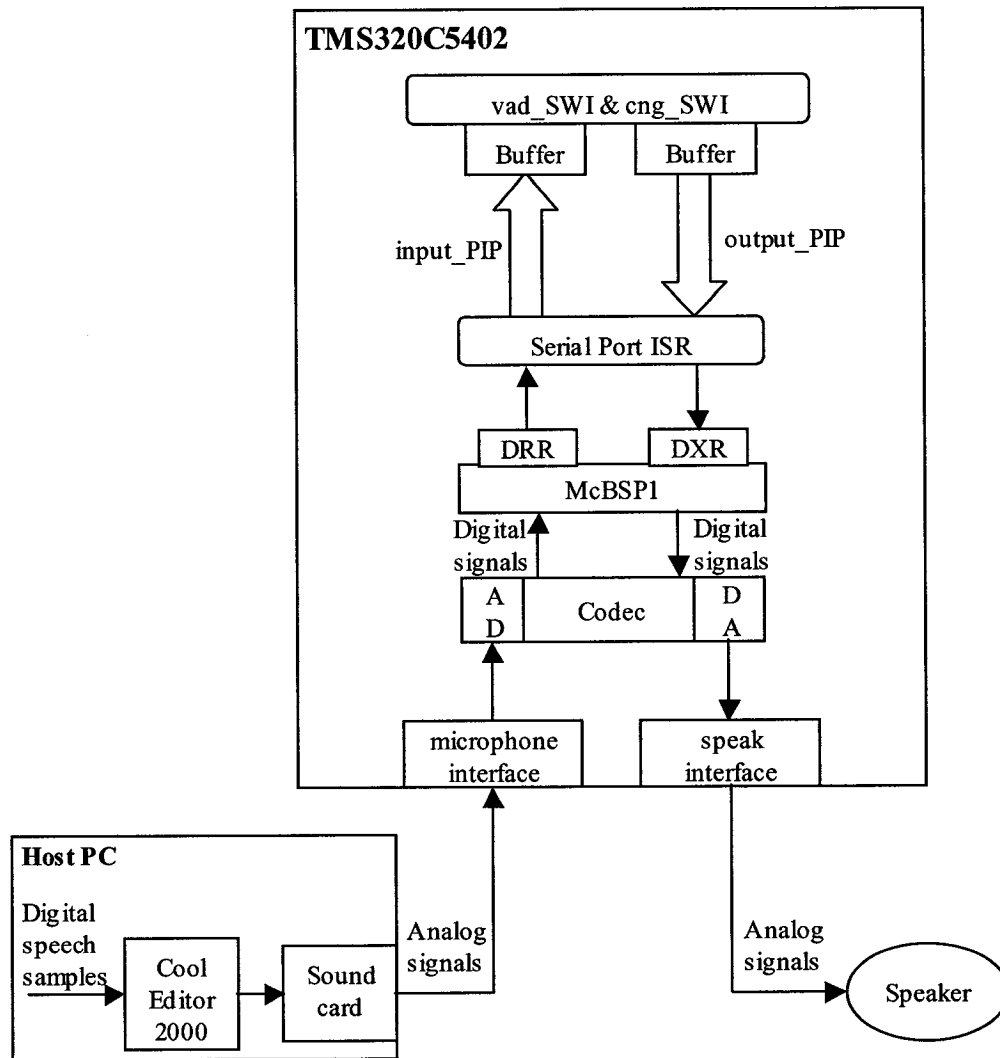 TMS320C5402
vad_SWI & cng_SWI
Buffer
Buffer
input_PIP
output_PIP
Serial Port ISR
DRR
DXR
McBSP1
Digital
signals
Digital
signals
A
D
Codec
D
A
microphone
interface
speak
interface
Host PC
Digital
speech
samples
Cool
Editor
2000
Sound
card
Analog
signals
Analog
signals
Speaker